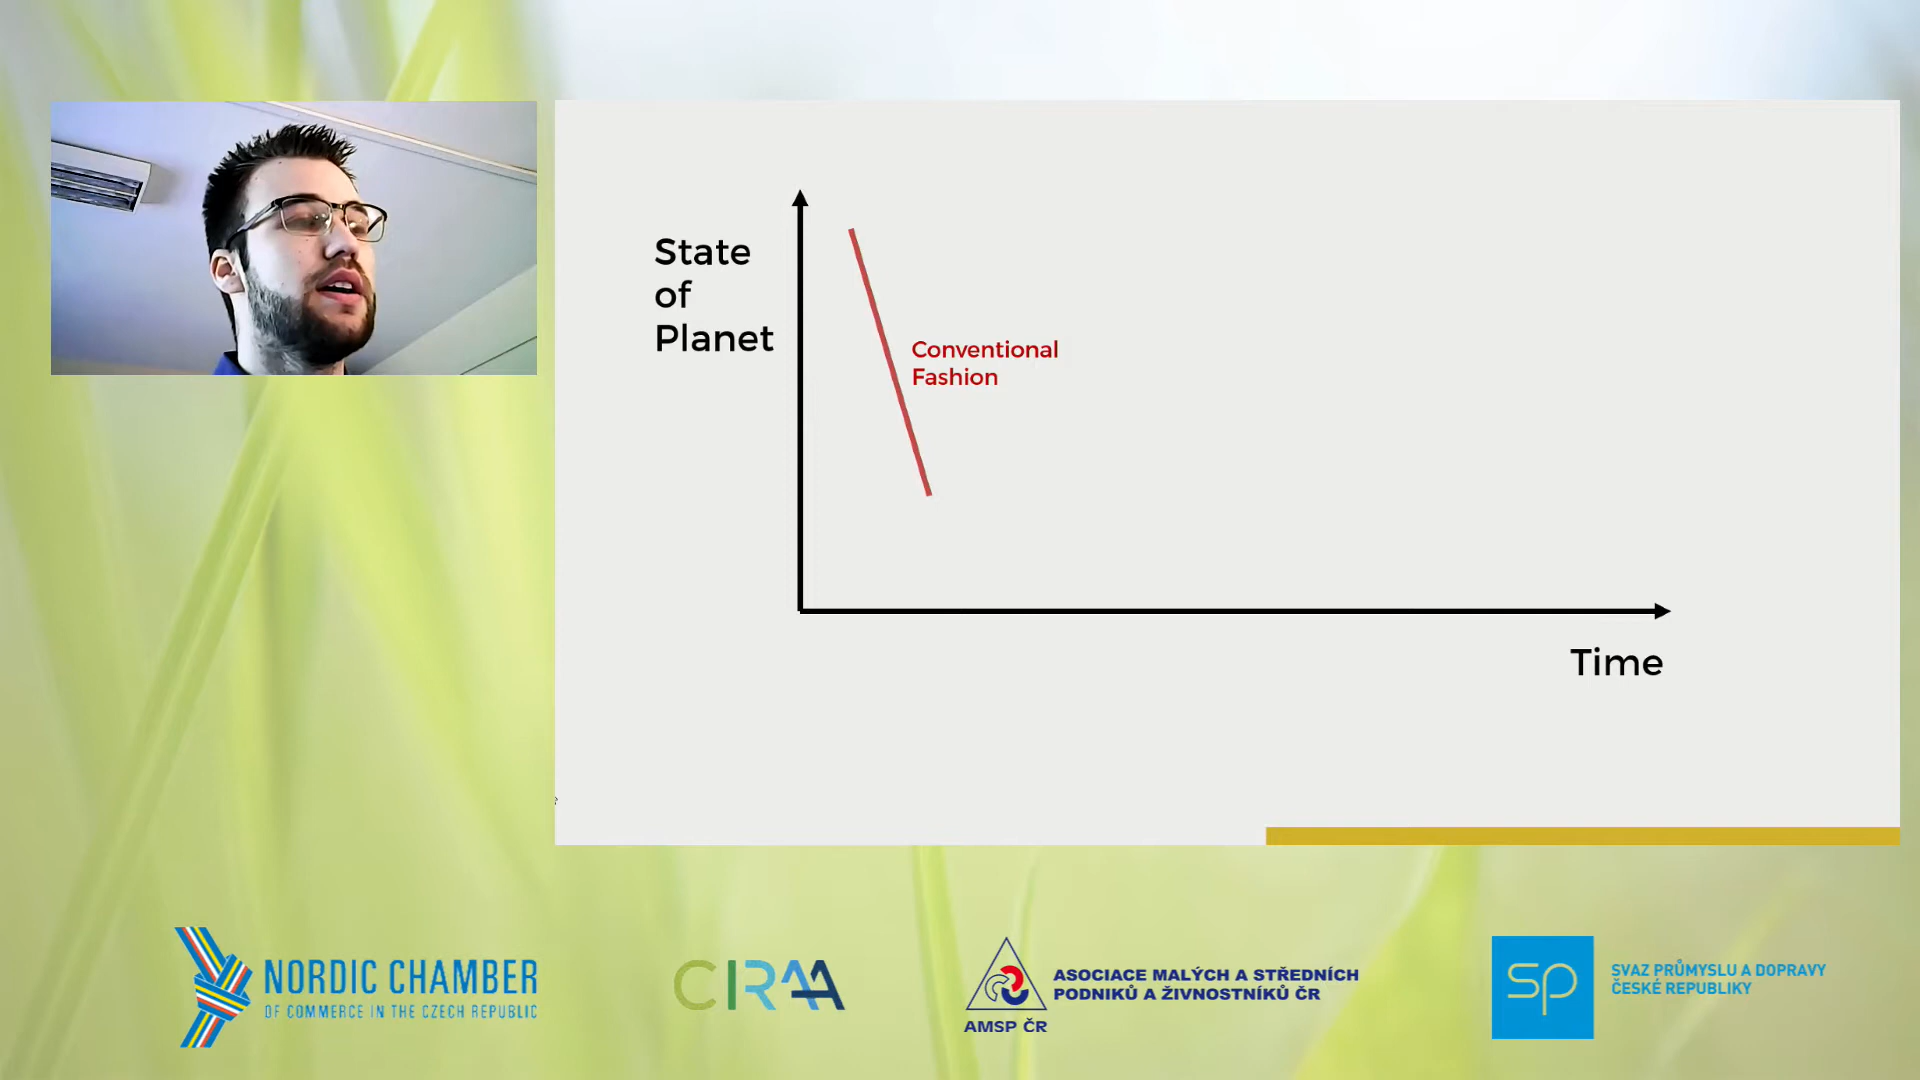 State
of
Planet
Conventional
Fashion
Time
NORDIC CHAMBER
OF COMMERCE IN THE CZECH REPUBLIC
CIRAA
AMSP ČR
ASOCIACE MALÝCH A STŘEDNÍCH
PODNIKŮ A ŽIVNOSTNÍKŮ ČR
sp
SVAZ PRŮMYSLU A DOPRAVY
ČESKÉ REPUBLIKY